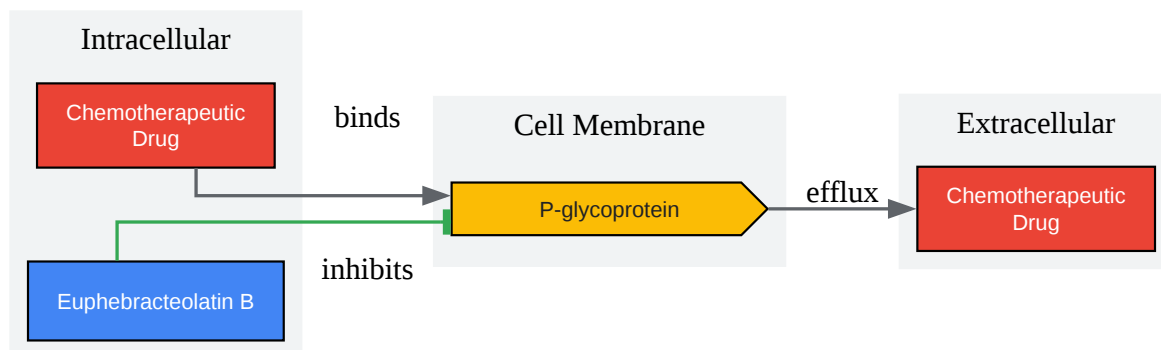 Intracellular
Chemotherapeutic
Drug
binds
Cell Membrane
Extracellular
P-glycoprotein
efflux
Chemotherapeutic
Drug
inhibits
Euphebracteolatin B